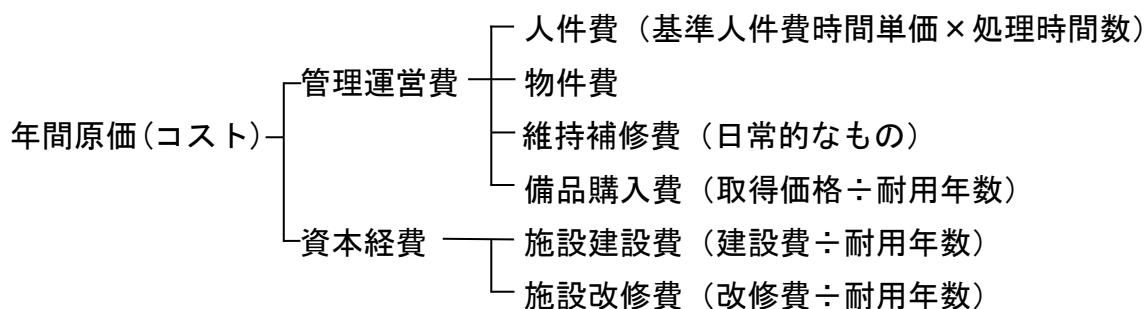 人件費（基準人件費時間単価×処理時間数）
管理運営費
物件費
年間原価(コスト)
維持補修費（日常的なもの）
備品購入費（取得価格÷耐用年数）
資本経費
施設建設費（建設費÷耐用年数）
施設改修費（改修費÷耐用年数）